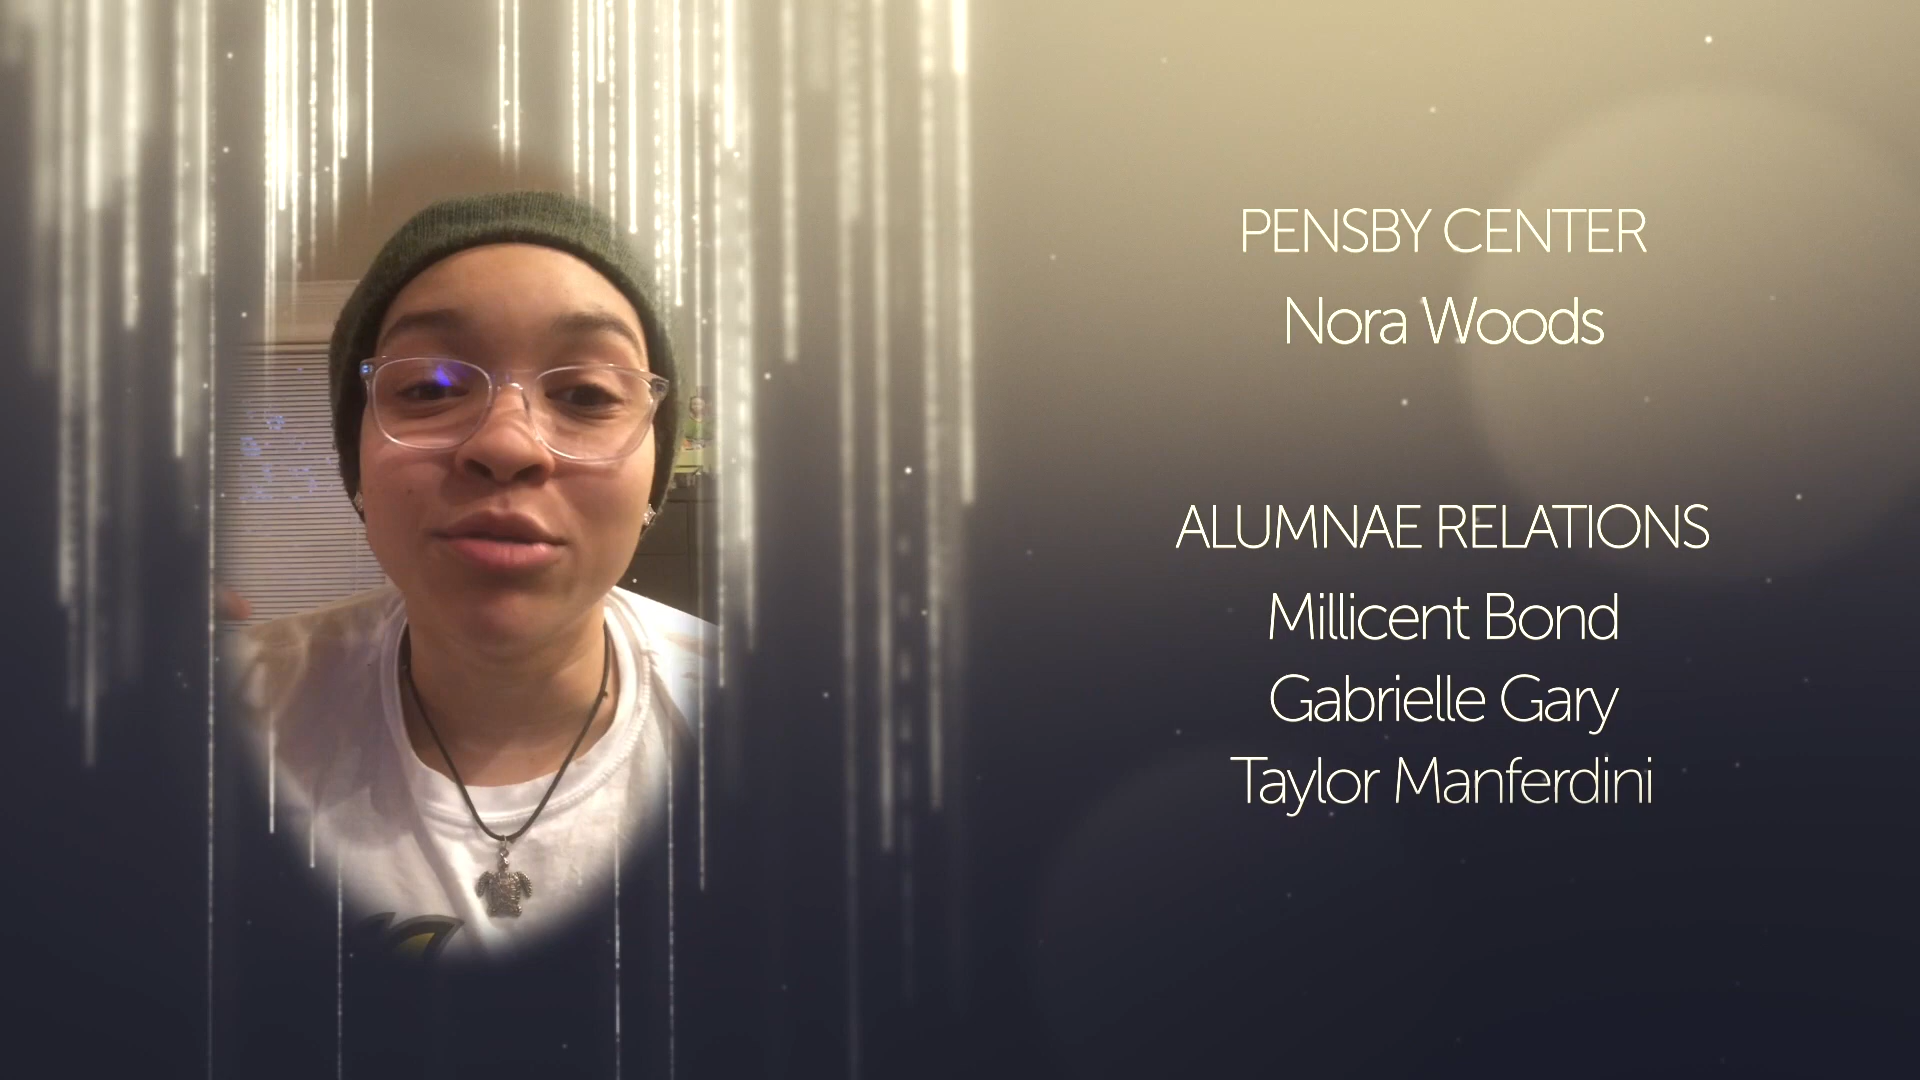 PENSBY CENTER
Nora Woods
ALUMNAE RELATIONS
Millicent Bond
Gabrielle Gary
Taylor Manferdini